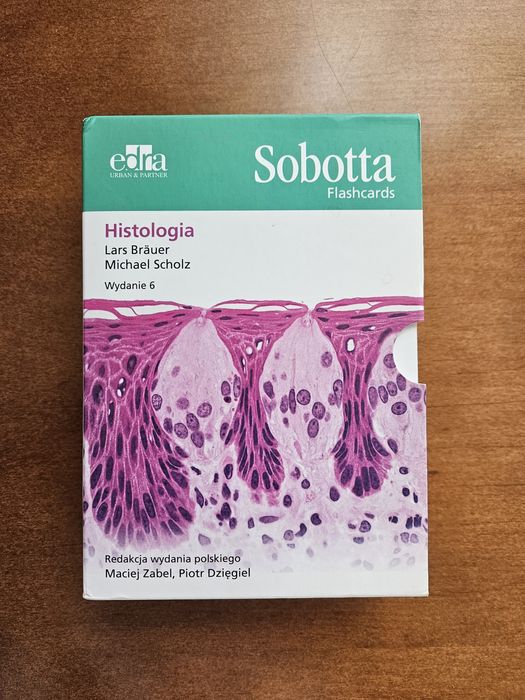 edra
URBAN & PARTNER
Sobotta
Flashcards
Histologia
Lars Bräuer
Michael Scholz
Wydanie 6
Redakcja wydania polskiego
Maciej Zabel, Piotr Dzięgiel